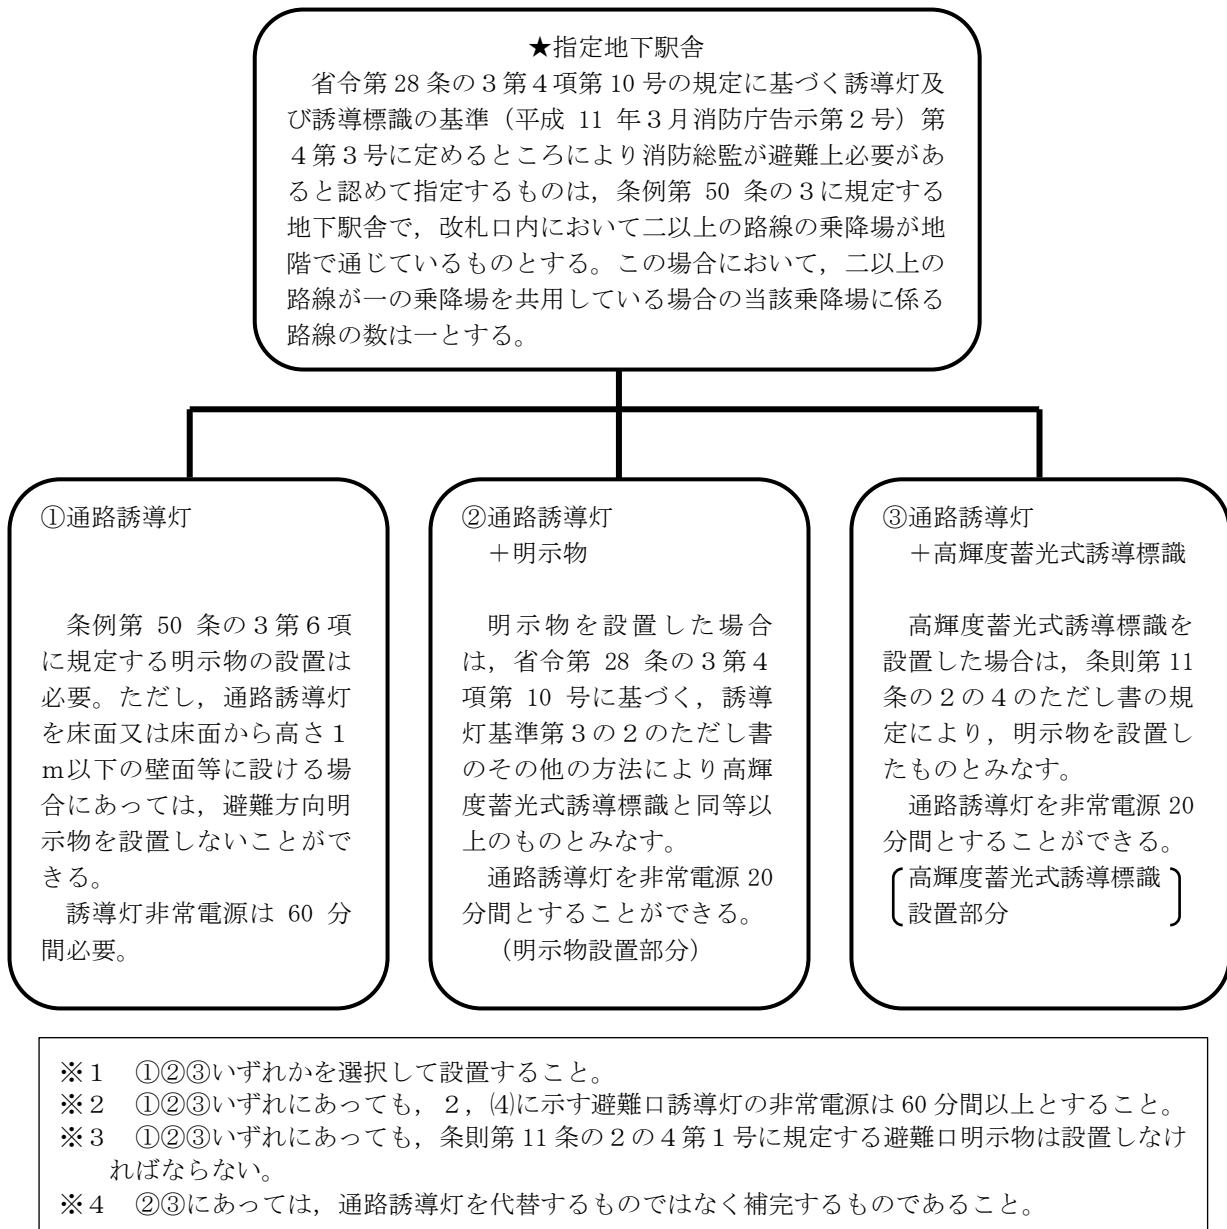 ★指定地下駅舎
省令第 28 条の３第４項第 10 号の規定に基づく誘導灯及
び誘導標識の基準（平成 11 年３月消防庁告示第２号）第
４第３号に定めるところにより消防総監が避難上必要があ
ると認めて指定するものは，条例第 50 条の３に規定する
地下駅舎で，改札口内において二以上の路線の乗降場が地
階で通じているものとする。この場合において，二以上の
路線が一の乗降場を共用している場合の当該乗降場に係る
路線の数は一とする。
①通路誘導灯
条例第 50 条の３第６項
に規定する明示物の設置は
必要。ただし，通路誘導灯
を床面又は床面から高さ１
ｍ以下の壁面等に設ける場
合にあっては，避難方向明
示物を設置しないことがで
きる。
誘導灯非常電源は 60 分
間必要。
②通路誘導灯
＋明示物
明示物を設置した場合
は，省令第 28 条の３第４
項第 10 号に基づく，誘導
灯基準第３の２のただし書
のその他の方法により高輝
度蓄光式誘導標識と同等以
上のものとみなす。
通路誘導灯を非常電源 20
分間とすることができる。
（明示物設置部分）
③通路誘導灯
＋高輝度蓄光式誘導標識
高輝度蓄光式誘導標識を
設置した場合は，条則第 11
条の２の４のただし書の規
定により，明示物を設置し
たものとみなす。
通路誘導灯を非常電源 20
分間とすることができる。
高輝度蓄光式誘導標識
設置部分
※１　①②③いずれかを選択して設置すること。
※２　①②③いずれにあっても，２，⑷に示す避難口誘導灯の非常電源は 60 分間以上とすること。
※３　①②③いずれにあっても，条則第 11 条の２の４第１号に規定する避難口明示物は設置しなけ
ればならない。
※４　②③にあっては，通路誘導灯を代替するものではなく補完するものであること。